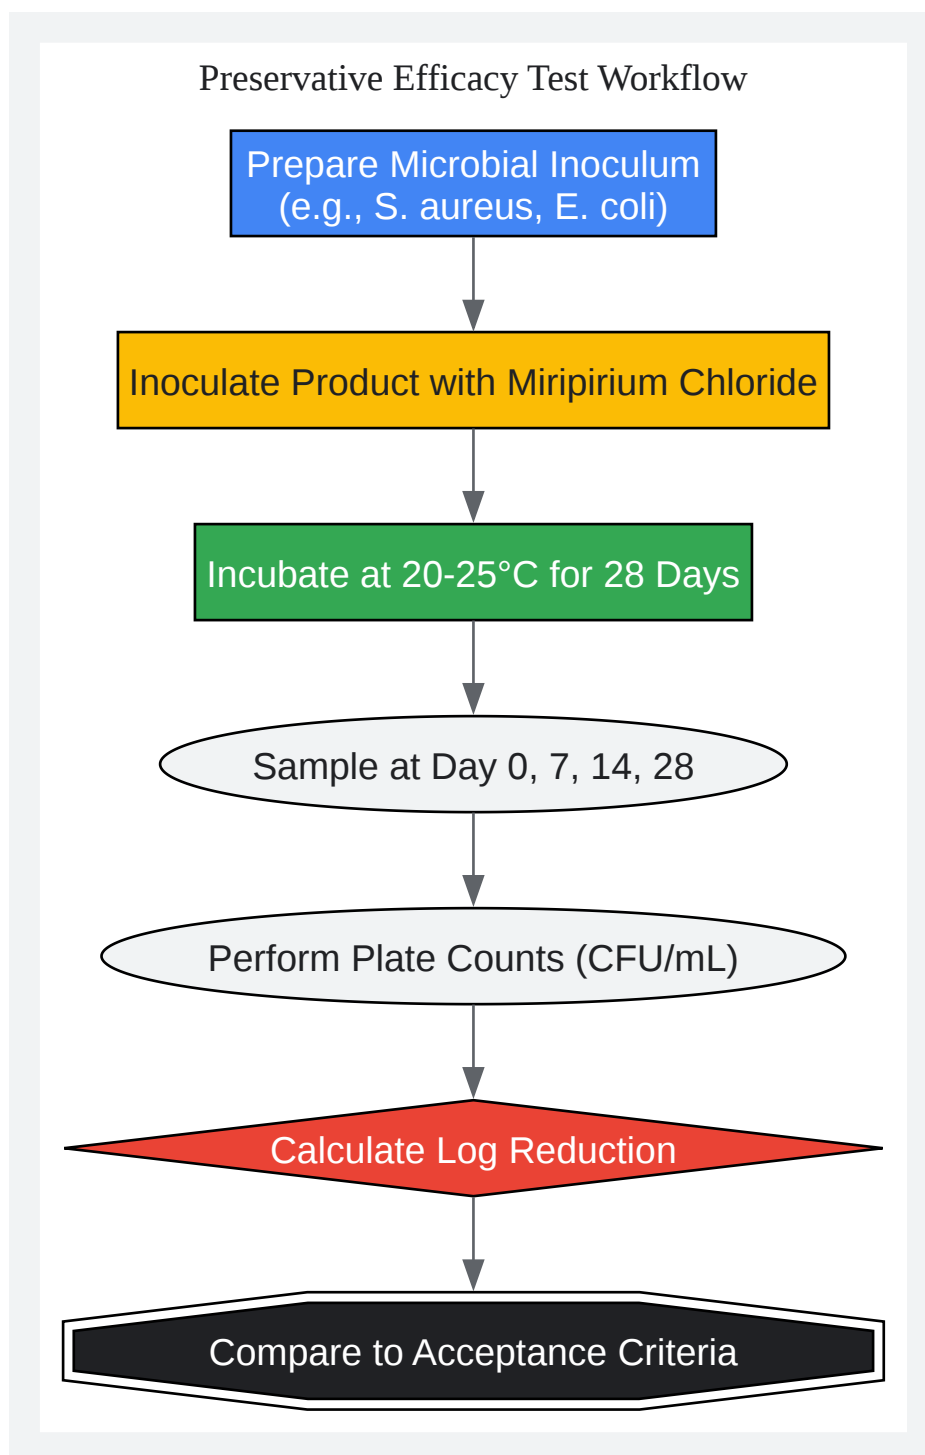 Preservative Efficacy Test Workflow
Prepare Microbial Inoculum
(e.g., S. aureus, E. coli)
Inoculate Product with Miripirium Chloride
Incubate at 20-25°C for 28 Days
Sample at Day 0, 7, 14, 28
Perform Plate Counts (CFU/mL)
Calculate Log Reduction
Compare to Acceptance Criteria